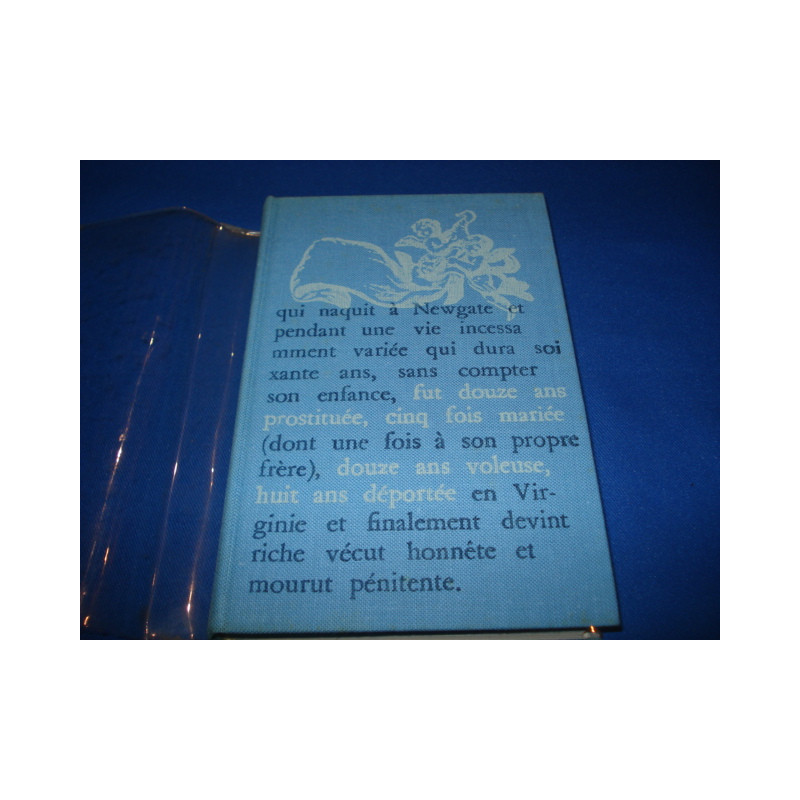 qui naquit à Newgate et
pendant une vie incessa
mment variée qui dura soi
xante ans, sans compter
son enfance, fut douze ans
prostituée, cinq fois mariée
(dont une fois à son propre
frère), douze ans voleuse,
huit ans déportée en Vir-
ginie et finalement devint
riche vécut honnête et
mourut pénitente.